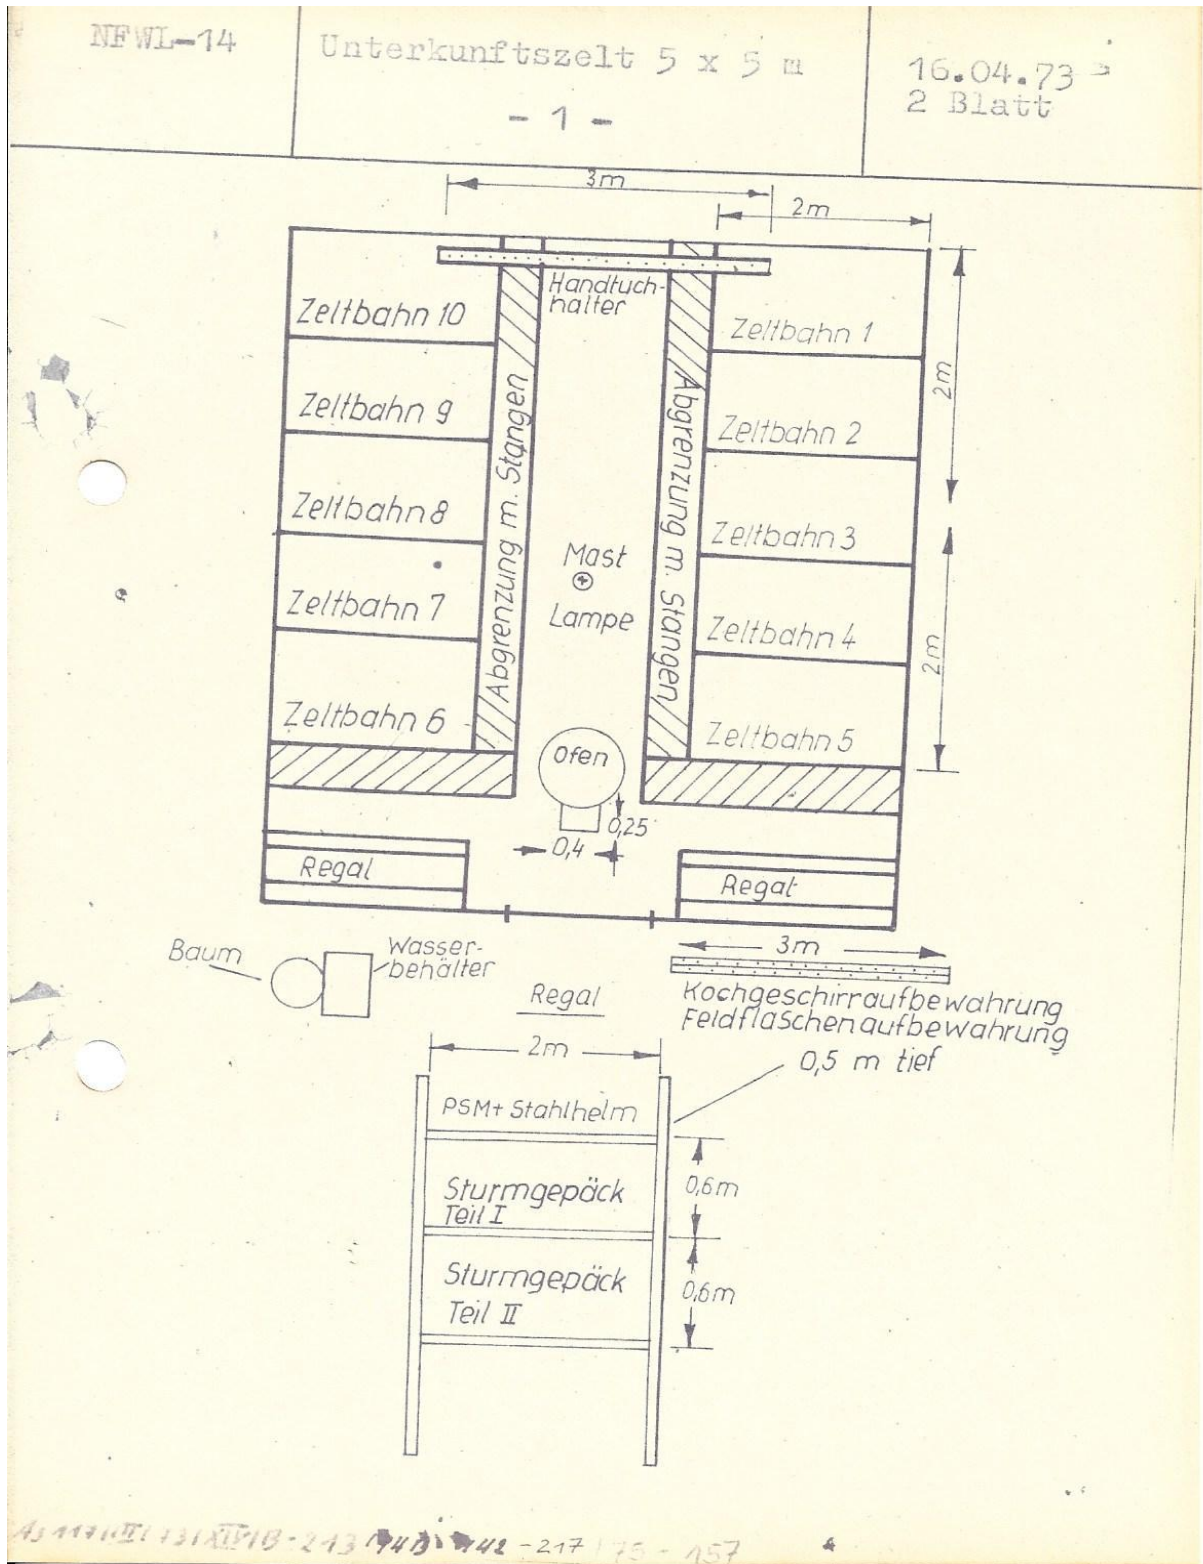 NFWL-14
Unterkunftszelt 5 x 5 m
- 1 -
16.04.73
2 Blatt
3m
2m
Handtuch-
halter
Zeltbahn 10
Zeltbahn 9
Zeltbahn 8
Zeltbahn 7
Zeltbahn 6
Abgrenzung m. Stangen
Mast
Lampe
Abgrenzung m. Stangen
Zeltbahn 1
Zeltbahn 2
Zeltbahn 3
Zeltbahn 4
Zeltbahn 5
2m
2m
Ofen
0,25
0,4
Regal
Regal
Baum
Wasser-
behälter
3m
Kochgeschirraufbewahrung
Feldflaschenaufbewahrung
Regal
2m
0,5 m tief
PSM+ Stahlhelm
Sturmgepäck
Teil I
0,6m
Sturmgepäck
Teil II
0,6m